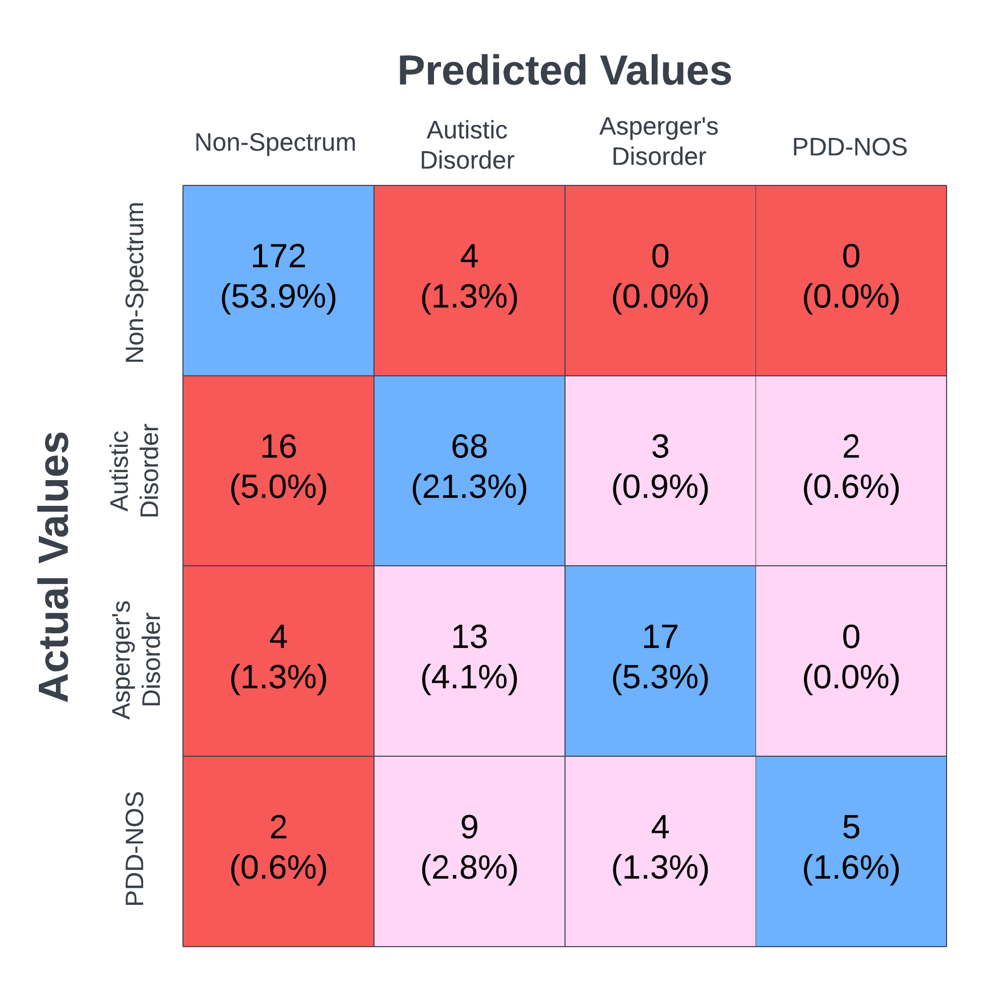 Predicted Values
Non-Spectrum
Autistic
Disorder
Asperger's
Disorder
PDD-NOS
Actual Values
Non-Spectrum
172
(53.9%)
4
(1.3%)
0
(0.0%)
0
(0.0%)
Autistic
Disorder
16
(5.0%)
68
(21.3%)
3
(0.9%)
2
(0.6%)
Asperger's
Disorder
4
(1.3%)
13
(4.1%)
17
(5.3%)
0
(0.0%)
PDD-NOS
2
(0.6%)
9
(2.8%)
4
(1.3%)
5
(1.6%)